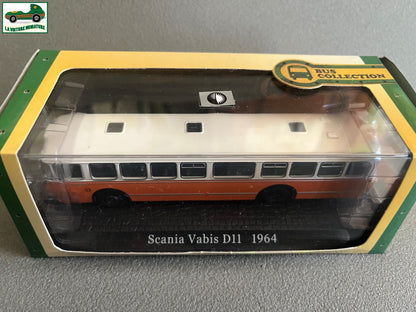 LA VOITURE MINIATURE
BUS
COLLECTION
Scania Vabis D11 1964